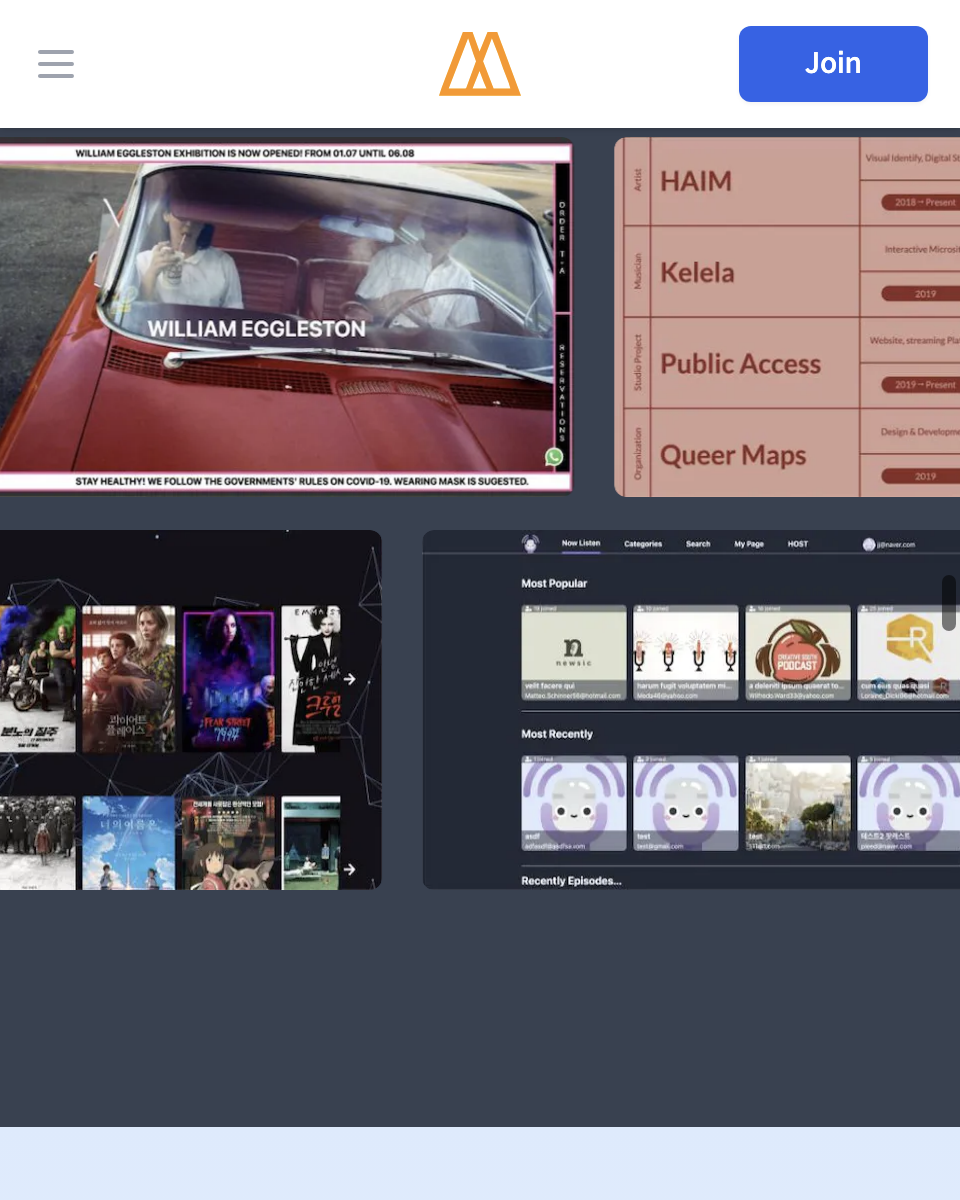 Join
WILLIAM EGGLESTON EXHIBITION IS NOW OPENED! FROM 01.07 UNTIL 06.08
ORDER T-A
RESERVATIONS
WILLIAM EGGLESTON
STAY HEALTHY! WE FOLLOW THE GOVERNMENTS' RULES ON COVID-19. WEARING MASK IS SUGESTED.
Artist
HAIM
Visual Identify, Digital St
2018 → Present
Musician
Kelela
Interactive Microsit
2019
Studio Project
Public Access
Website, streaming Pla
2019 → Present
Organization
Queer Maps
Design & Developme
2019
분노의 질주
콰이어트
플레이스
FEAR STREET
1994
EMMA
크루엘
너의 이름은
Now Listen
Categories
Search
My Page
HOST
jj@naver.com
Most Popular
newsic
CREATIVE SOUTH
PODCAST
R
velit facere qui
harum fugit voluptatem mi...
a deleniti ipsum quaerat to...
cum eius quas quasi
Most Recently
asdf
test
test
테스트2 팟캐스트
test@gmail.com
Recently Episodes...